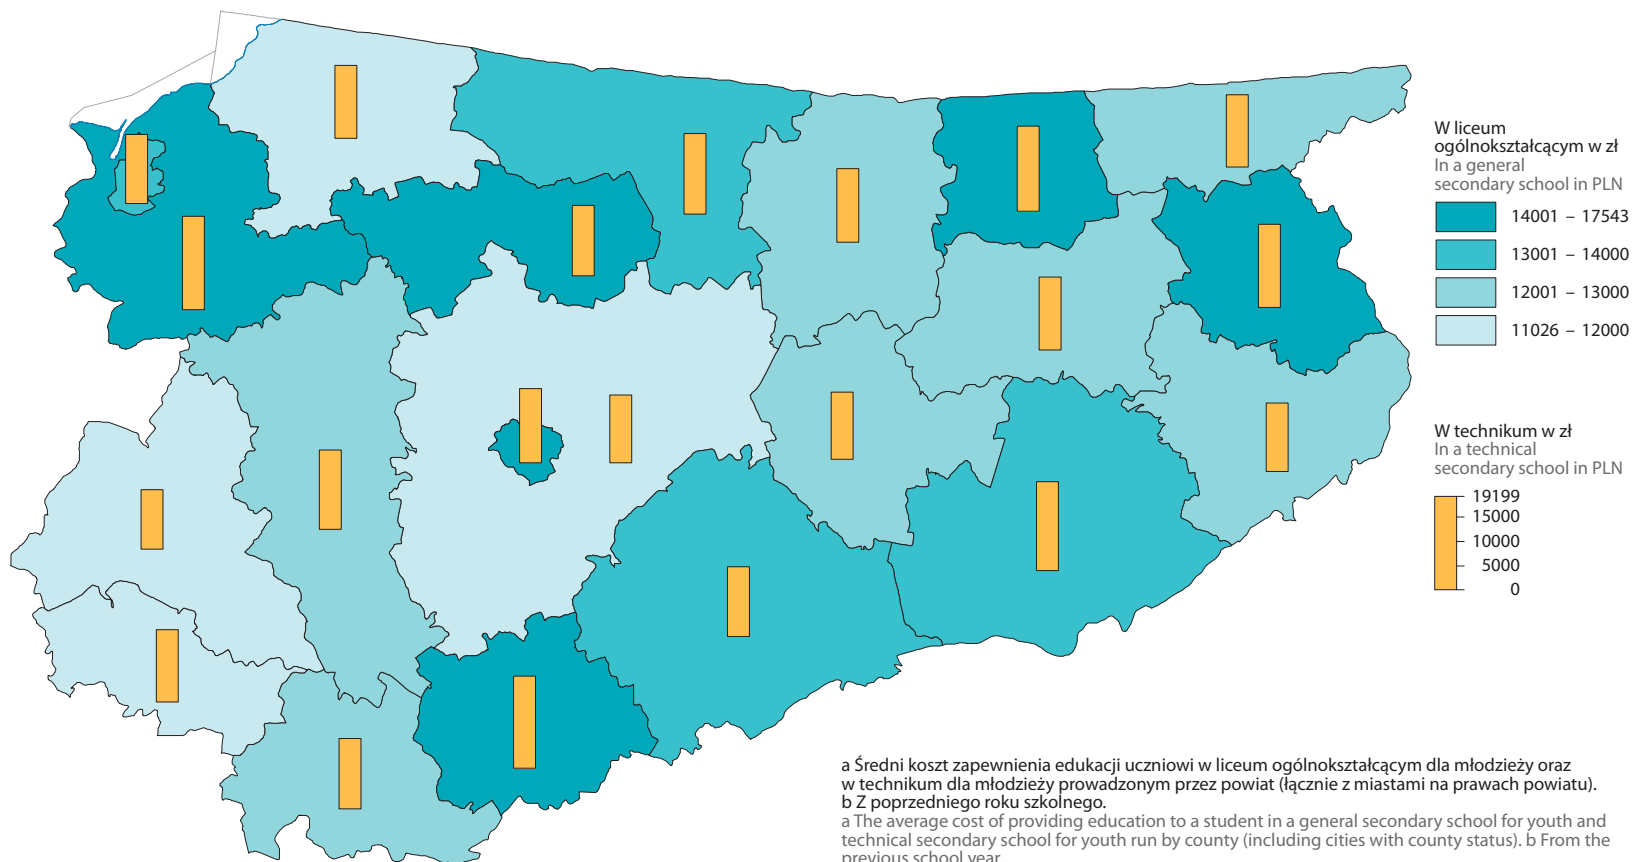 W liceum
ogólnokształcącym w zł
In a general
secondary school in PLN
14001 – 17543
13001 – 14000
12001 – 13000
11026 – 12000
W technikum w zł
In a technical
secondary school in PLN
19199
15000
10000
5000
0
a Średni koszt zapewnienia edukacji uczniowi w liceum ogólnokształcącym dla młodzieży oraz
w technikum dla młodzieży prowadzonym przez powiat (łącznie z miastami na prawach powiatu).
b Z poprzedniego roku szkolnego.
a The average cost of providing education to a student in a general secondary school for youth and
technical secondary school for youth run by county (including cities with county status). b From the
previous school year.